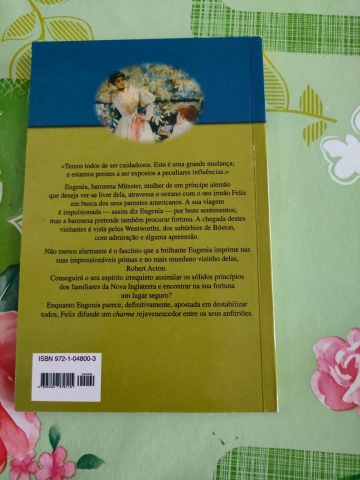 «Temos todos de ser cuidadosos. Esta é uma grande mudança;
e estamos prestes a ser expostos a peculiares influências.»
Eugenia, baronesa Münster, mulher de um príncipe alemão
que deseja ver-se livre dela, atravessa o oceano com o seu irmão Felix
em busca dos seus parentes americanos. A sua viagem
é impulsionada — assim diz Eugenia — por bons sentimentos;
mas a baronesa pretende também procurar fortuna. A chegada destes
visitantes é vista pelos Wentworths, dos subúrbios de Bóston,
com admiração e alguma apreensão.
Não menos alarmante é o fascínio que a brilhante Eugenia imprime nas
suas impressionáveis primas e no mais mundano vizinho delas,
Robert Acton.
Conseguirá o seu espírito irrequieto assimilar os sólidos princípios
dos familiares da Nova Inglaterra e encontrar na sua fortuna
um lugar seguro?
Enquanto Eugenia parece, definitivamente, apostada em destabilizar
todos, Felix difunde um charme rejuvenescedor entre os seus anfitriões.
ISBN 972-1-04800-3